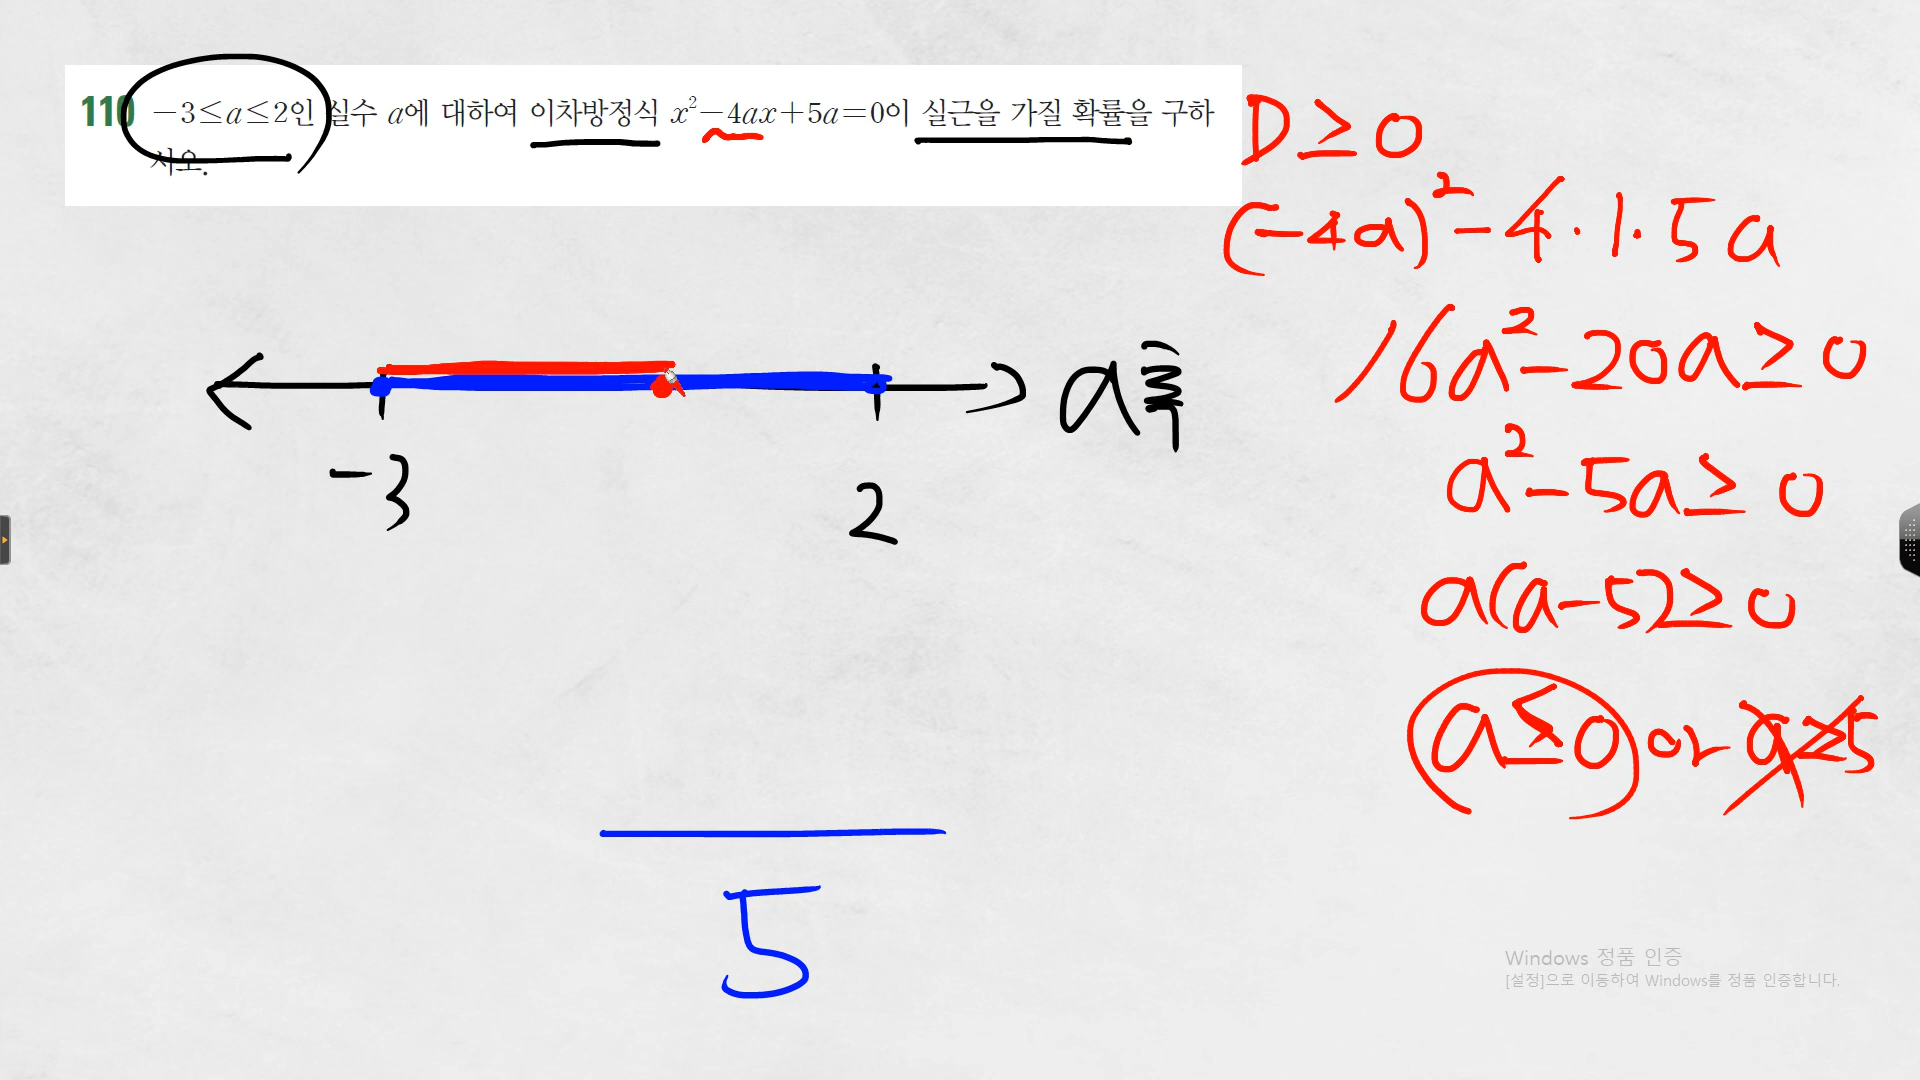 110 −3≤a≤2인 실수 a에 대하여 이차방정식 x²−4ax+5a=0이 실근을 가질 확률을 구하
시오.
D≥0
(−4a)²−4·1·5a
16a²−20a≥0
a²−5a≥0
a(a−5)≥0
a≤0 or a≥5
a
−3
2
5
Windows 정품 인증
[설정]으로 이동하여 Windows를 정품 인증합니다.